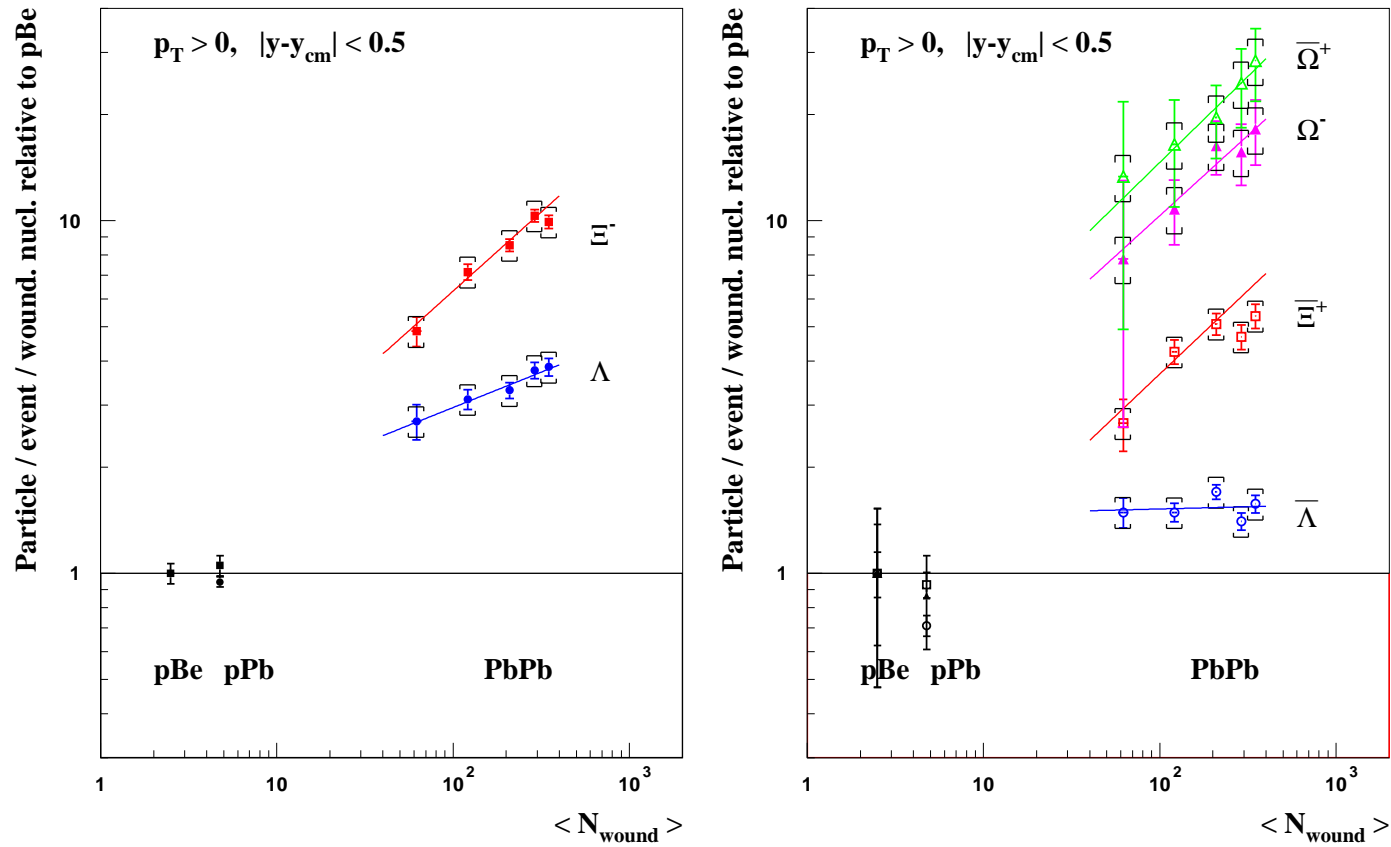 Particle / event / wound. nucl. relative to pBe
p_T > 0, |y-y_cm| < 0.5
10
1
Ξ⁻
Λ
pBe pPb PbPb
1 10 10² 10³
< N_wound >
Particle / event / wound. nucl. relative to pBe
p_T > 0, |y-y_cm| < 0.5
10
1
Ω̅⁺
Ω⁻
Ξ̅⁺
Λ̅
pBe pPb PbPb
1 10 10² 10³
< N_wound >